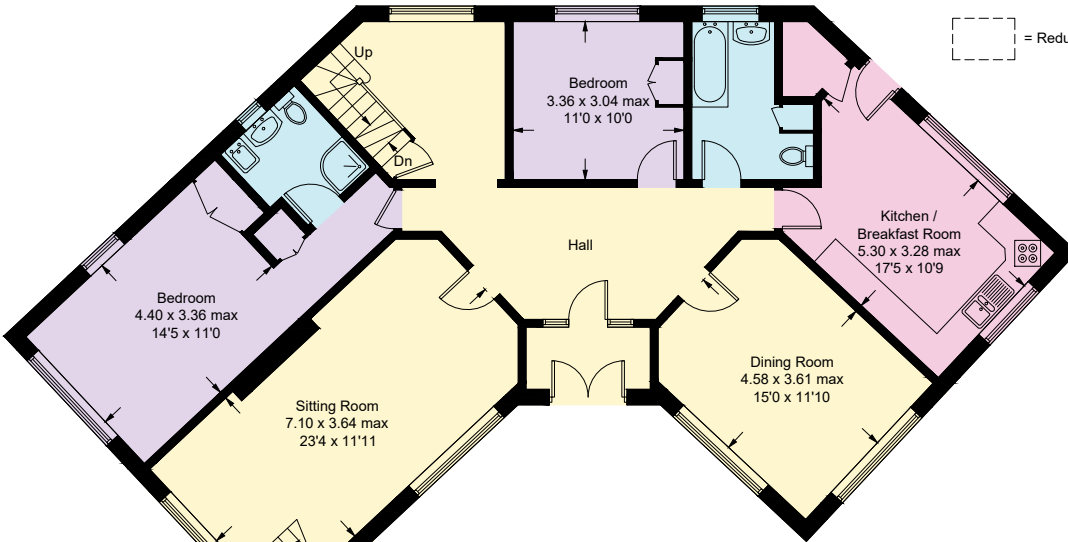 = Redu
Up
Bedroom
3.36 x 3.04 max
11'0 x 10'0
Dn
Kitchen /
Breakfast Room
5.30 x 3.28 max
17'5 x 10'9
Hall
Bedroom
4.40 x 3.36 max
14'5 x 11'0
Dining Room
4.58 x 3.61 max
15'0 x 11'10
Sitting Room
7.10 x 3.64 max
23'4 x 11'11